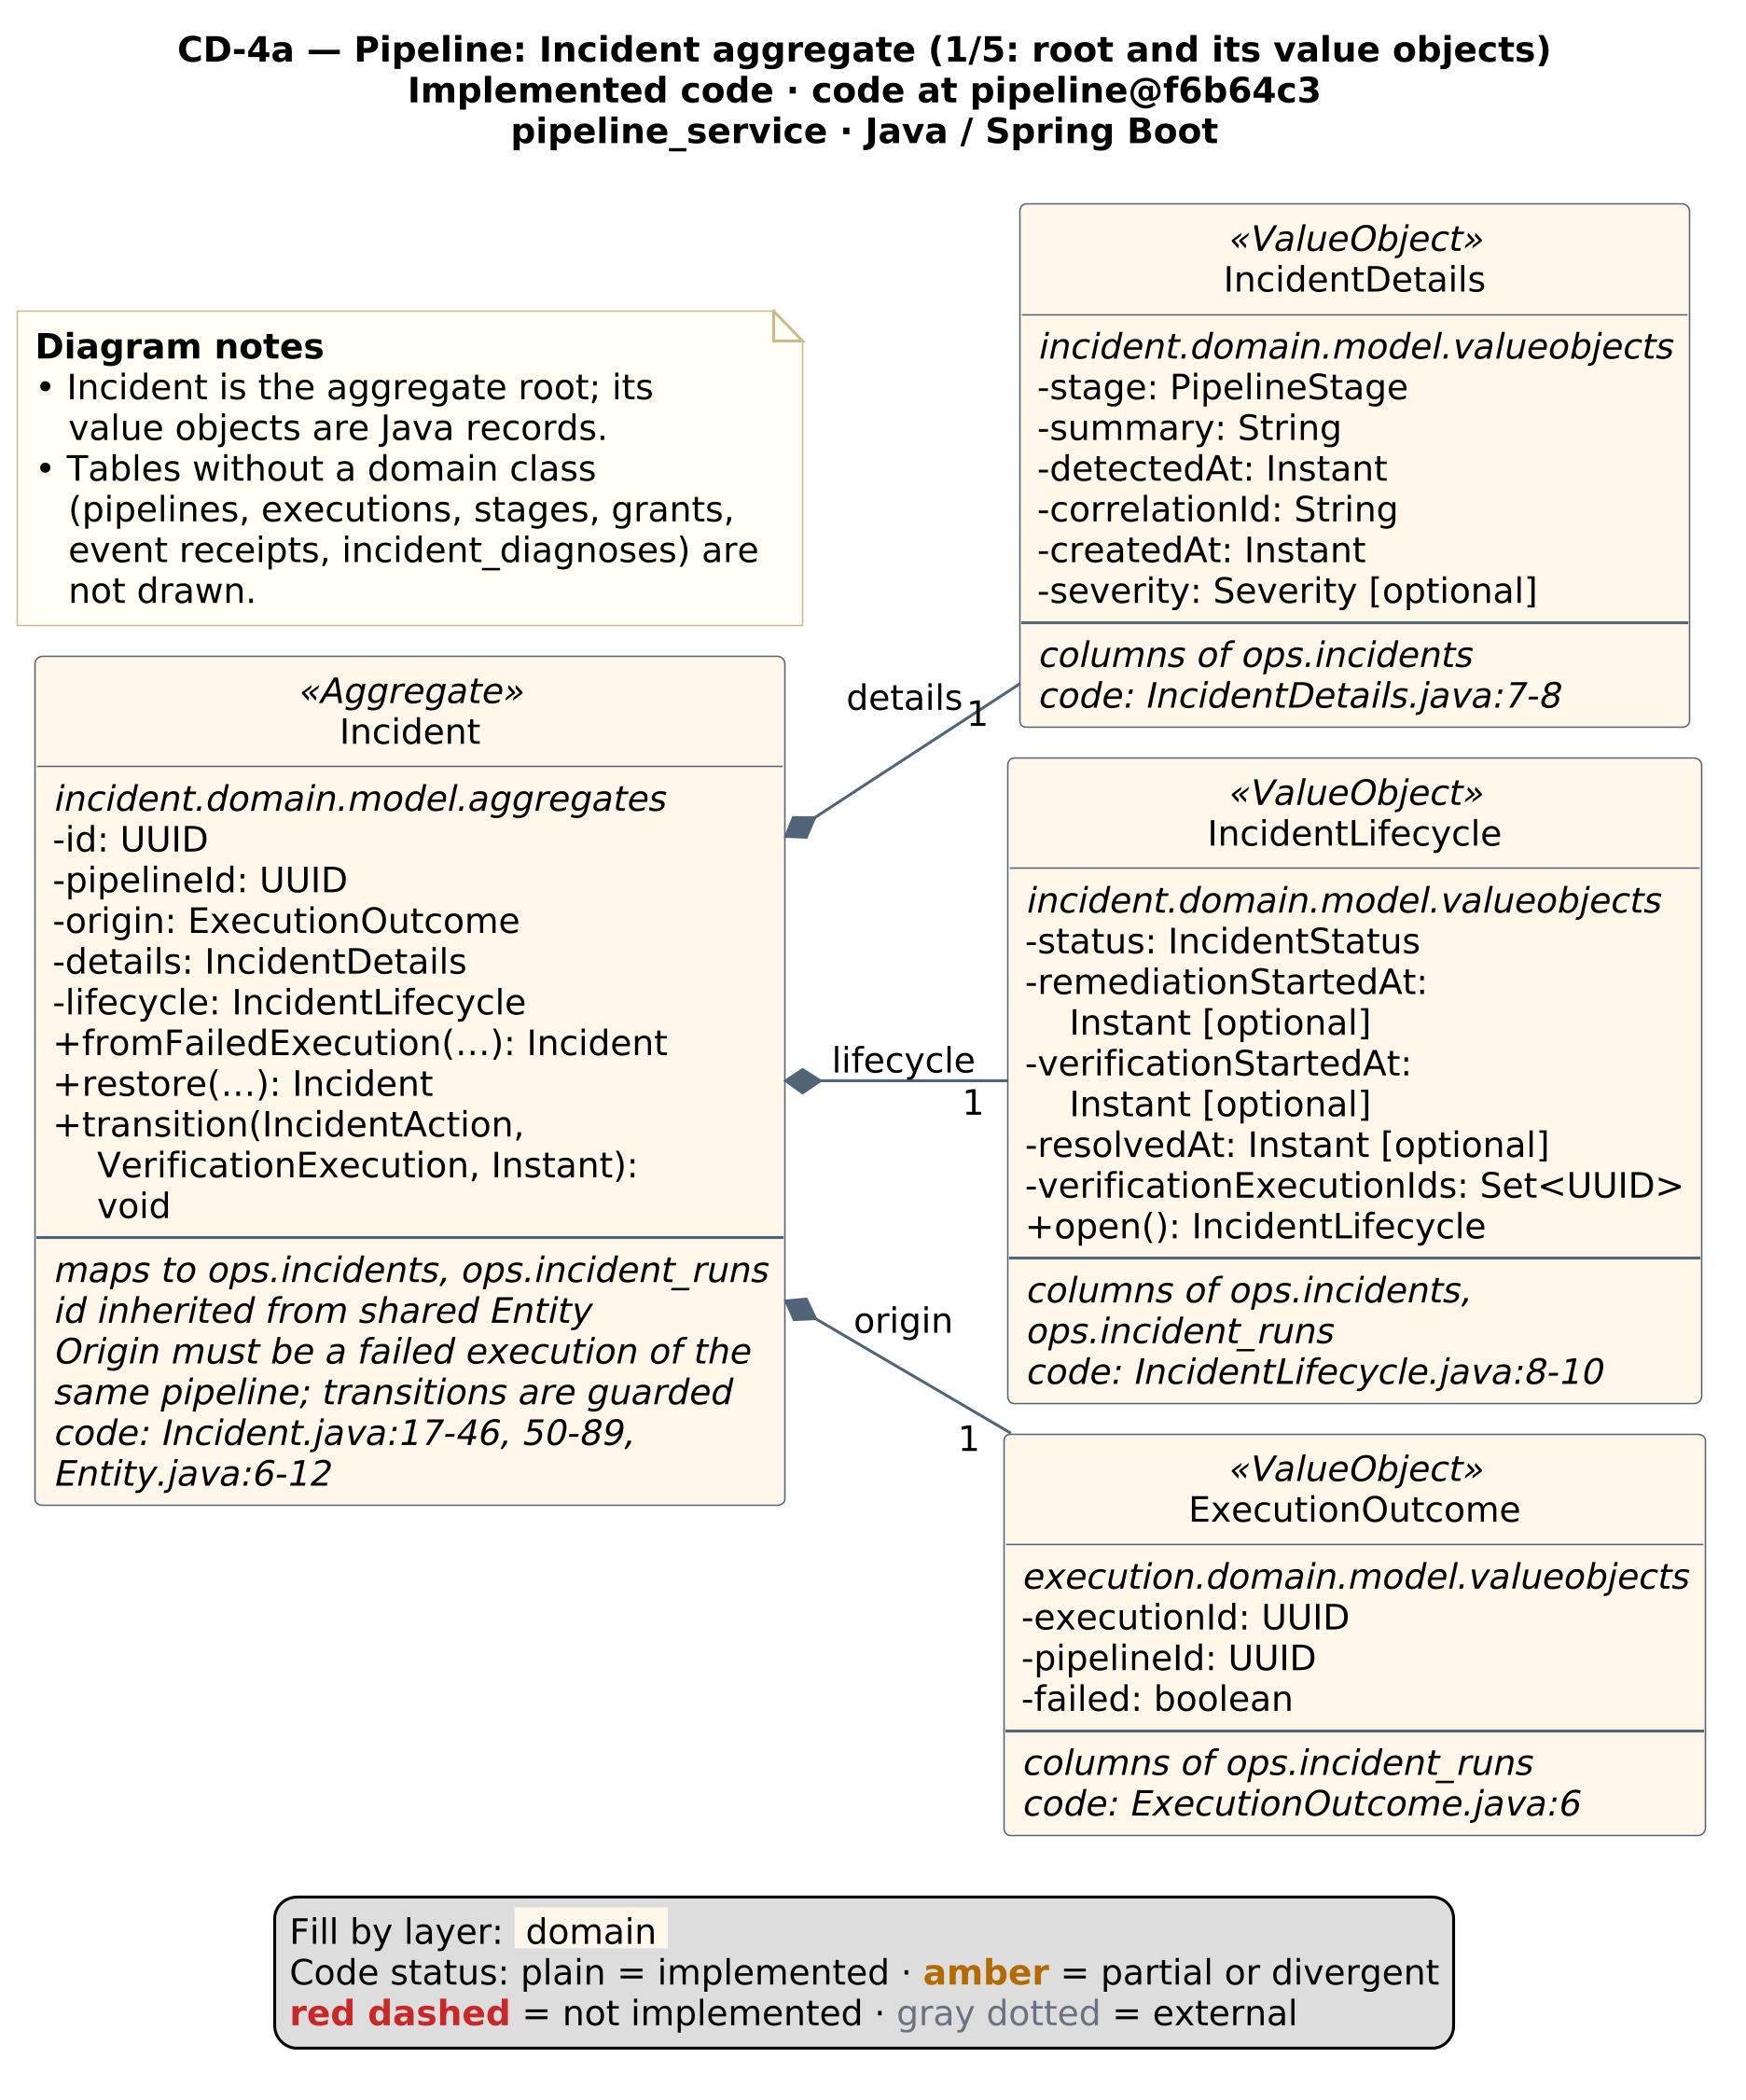 CD-4a — Pipeline: Incident aggregate (1/5: root and its value objects)
Implemented code · code at pipeline@f6b64c3
pipeline_service · Java / Spring Boot
Diagram notes
• Incident is the aggregate root; its
value objects are Java records.
• Tables without a domain class
(pipelines, executions, stages, grants,
event receipts, incident_diagnoses) are
not drawn.
«Aggregate»
Incident
incident.domain.model.aggregates
-id: UUID
-pipelineId: UUID
-origin: ExecutionOutcome
-details: IncidentDetails
-lifecycle: IncidentLifecycle
+fromFailedExecution(…): Incident
+restore(…): Incident
+transition(IncidentAction,
VerificationExecution, Instant):
void
maps to ops.incidents, ops.incident_runs
id inherited from shared Entity
Origin must be a failed execution of the
same pipeline; transitions are guarded
code: Incident.java:17-46, 50-89,
Entity.java:6-12
details
1
lifecycle
1
origin
1
«ValueObject»
IncidentDetails
incident.domain.model.valueobjects
-stage: PipelineStage
-summary: String
-detectedAt: Instant
-correlationId: String
-createdAt: Instant
-severity: Severity [optional]
columns of ops.incidents
code: IncidentDetails.java:7-8
«ValueObject»
IncidentLifecycle
incident.domain.model.valueobjects
-status: IncidentStatus
-remediationStartedAt:
Instant [optional]
-verificationStartedAt:
Instant [optional]
-resolvedAt: Instant [optional]
-verificationExecutionIds: Set<UUID>
+open(): IncidentLifecycle
columns of ops.incidents,
ops.incident_runs
code: IncidentLifecycle.java:8-10
«ValueObject»
ExecutionOutcome
execution.domain.model.valueobjects
-executionId: UUID
-pipelineId: UUID
-failed: boolean
columns of ops.incident_runs
code: ExecutionOutcome.java:6
Fill by layer: domain
Code status: plain = implemented · amber = partial or divergent
red dashed = not implemented · gray dotted = external